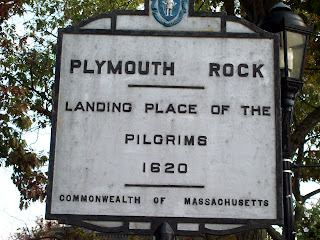 PLYMOUTH ROCK
LANDING PLACE OF THE
PILGRIMS
1620
COMMONWEALTH OF MASSACHUSETTS